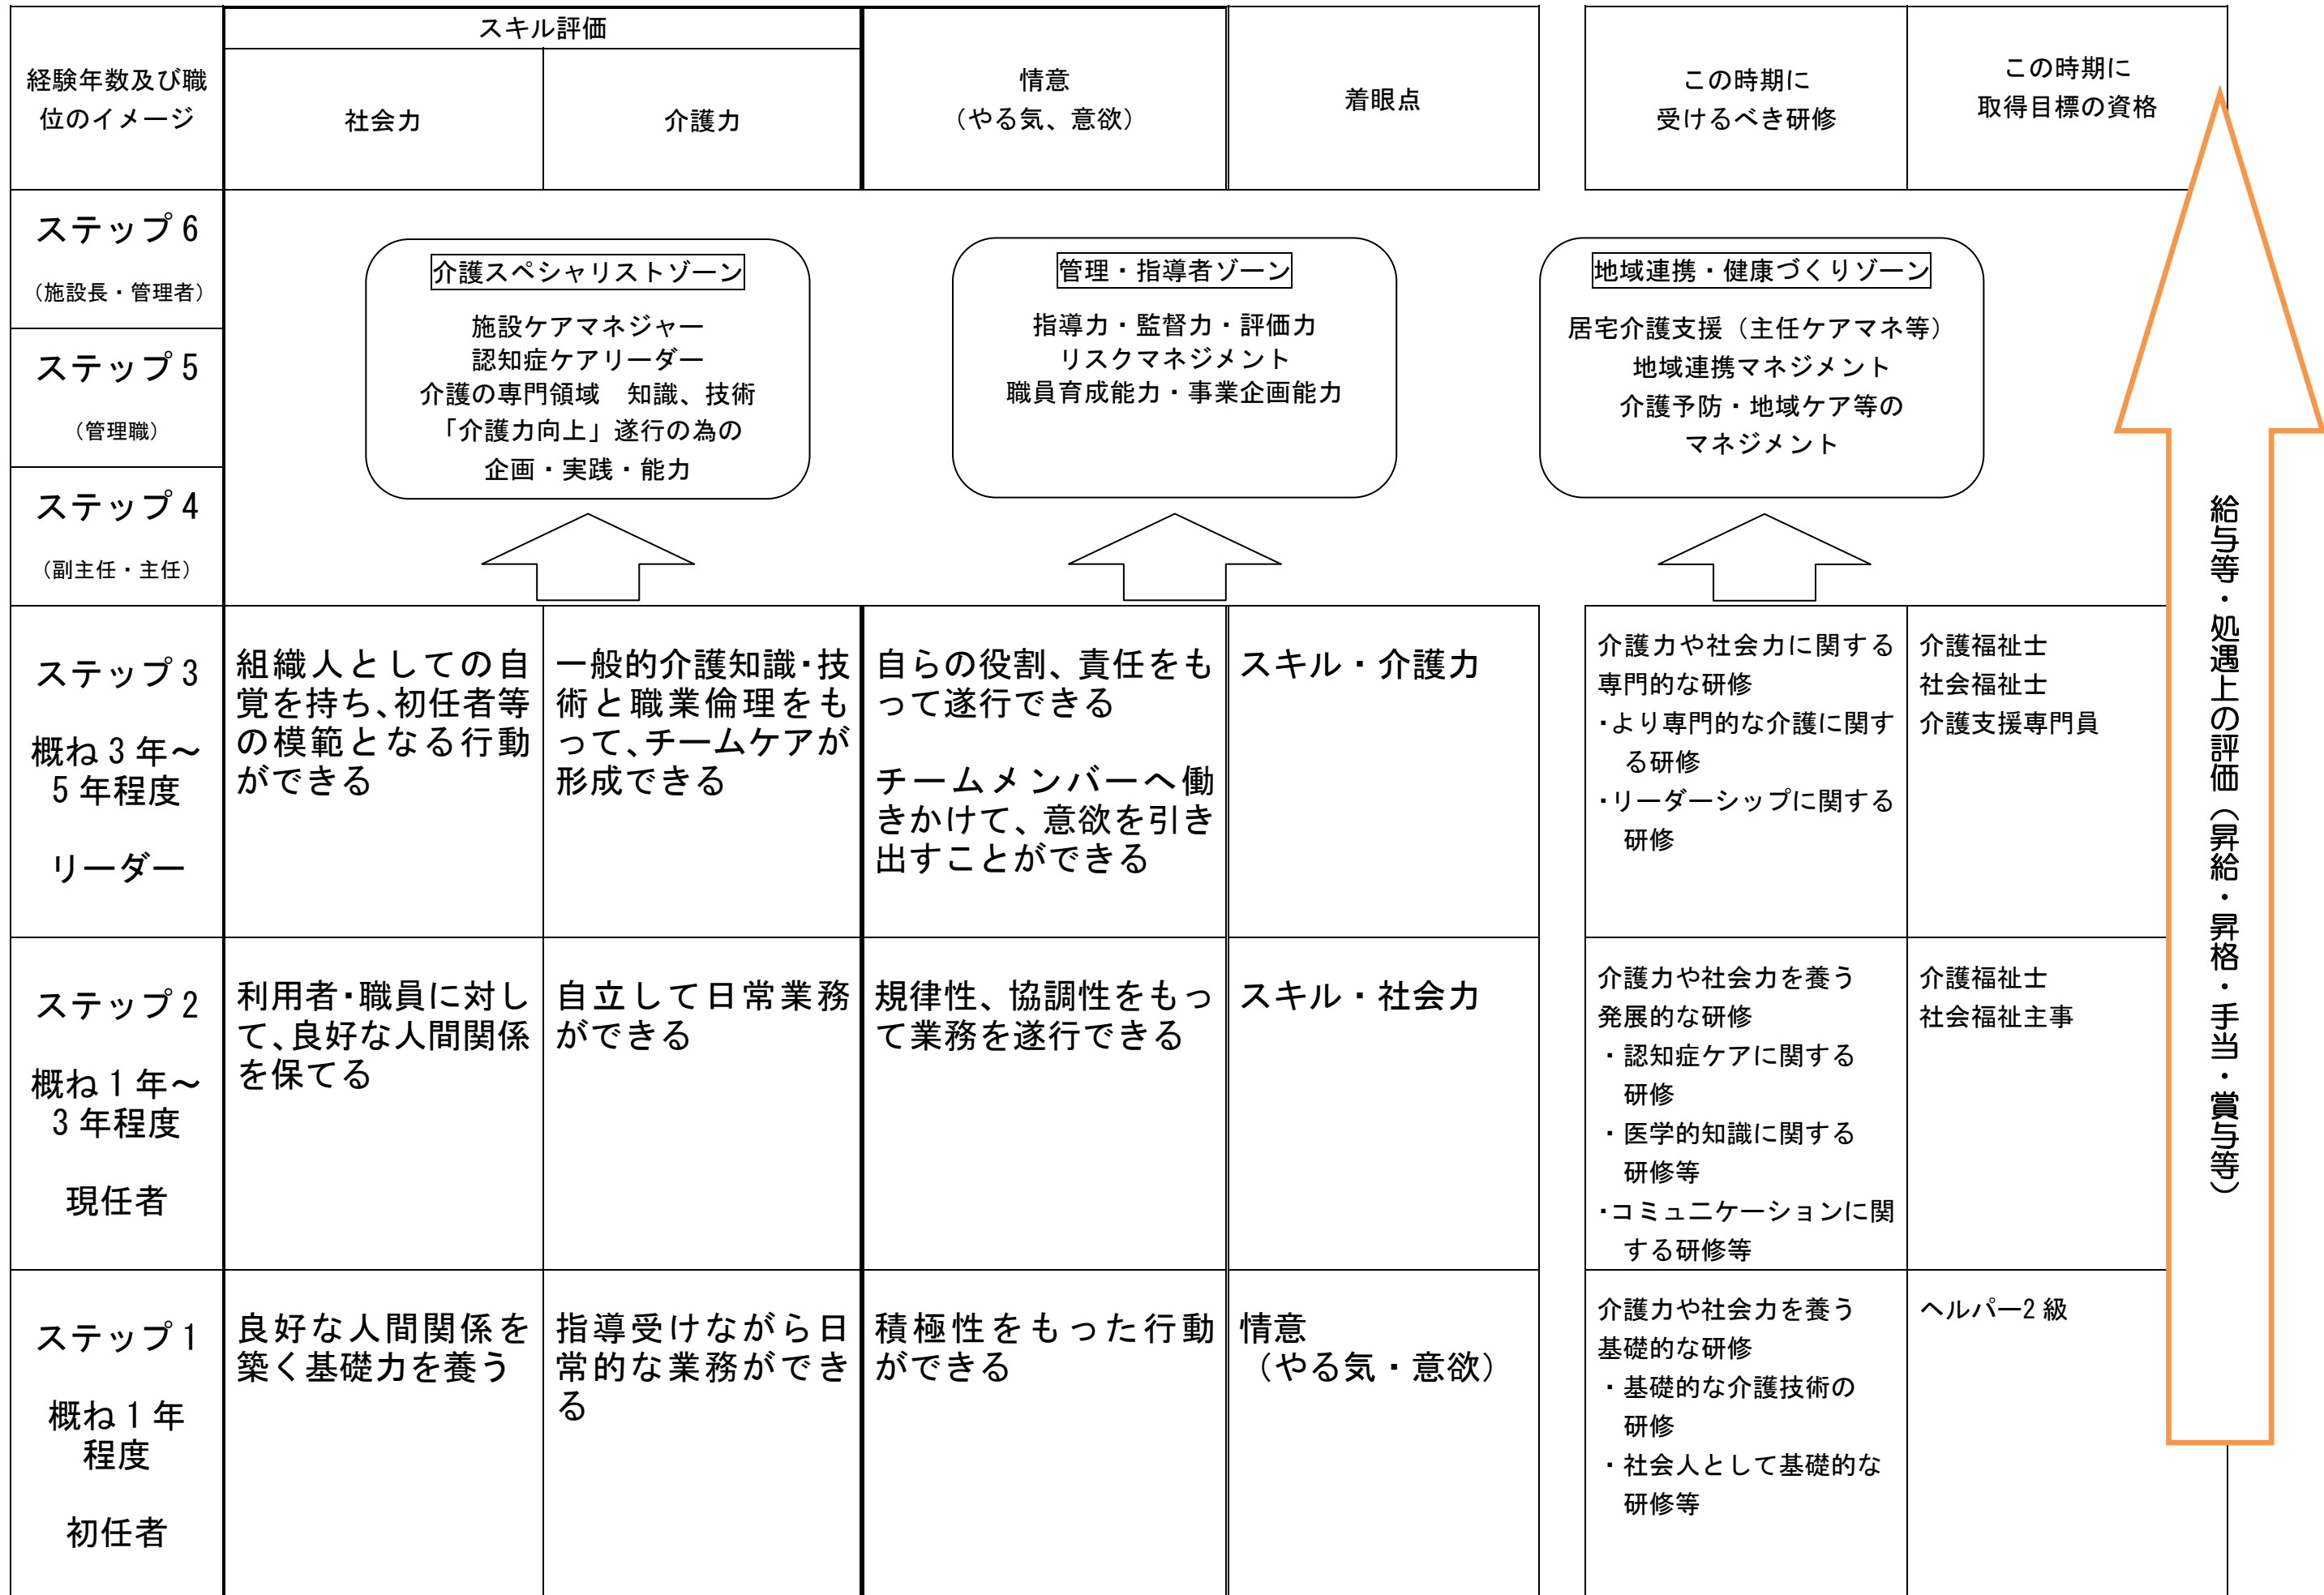 経験年数及び職
位のイメージ
スキル評価
社会力
介護力
情意
（やる気、意欲）
着眼点
この時期に
受けるべき研修
この時期に
取得目標の資格
ステップ６
（施設長・管理者）
ステップ５
（管理職）
ステップ４
（副主任・主任）
介護スペシャリストゾーン
施設ケアマネジャー
認知症ケアリーダー
介護の専門領域　知識、技術
「介護力向上」遂行の為の
企画・実践・能力
管理・指導者ゾーン
指導力・監督力・評価力
リスクマネジメント
職員育成能力・事業企画能力
地域連携・健康づくりゾーン
居宅介護支援（主任ケアマネ等）
地域連携マネジメント
介護予防・地域ケア等の
マネジメント
ステップ３
概ね３年～
５年程度
リーダー
組織人としての自
覚を持ち、初任者等
の模範となる行動
ができる
一般的介護知識・技
術と職業倫理をも
って、チームケアが
形成できる
自らの役割、責任をも
って遂行できる
チームメンバーへ働
きかけて、意欲を引き
出すことができる
スキル・介護力
介護力や社会力に関する
専門的な研修
・より専門的な介護に関す
る研修
・リーダーシップに関する
研修
介護福祉士
社会福祉士
介護支援専門員
ステップ２
概ね１年～
３年程度
現任者
利用者・職員に対し
て、良好な人間関係
を保てる
自立して日常業務
ができる
規律性、協調性をもっ
て業務を遂行できる
スキル・社会力
介護力や社会力を養う
発展的な研修
・認知症ケアに関する
研修
・医学的知識に関する
研修等
・コミュニケーションに関
する研修等
介護福祉士
社会福祉主事
ステップ１
概ね１年
程度
初任者
良好な人間関係を
築く基礎力を養う
指導受けながら日
常的な業務ができ
る
積極性をもった行動
ができる
情意
（やる気・意欲）
介護力や社会力を養う
基礎的な研修
・基礎的な介護技術の
研修
・社会人として基礎的な
研修等
ヘルパー2 級
給与等・処遇上の評価（昇給・昇格・手当・賞与等）